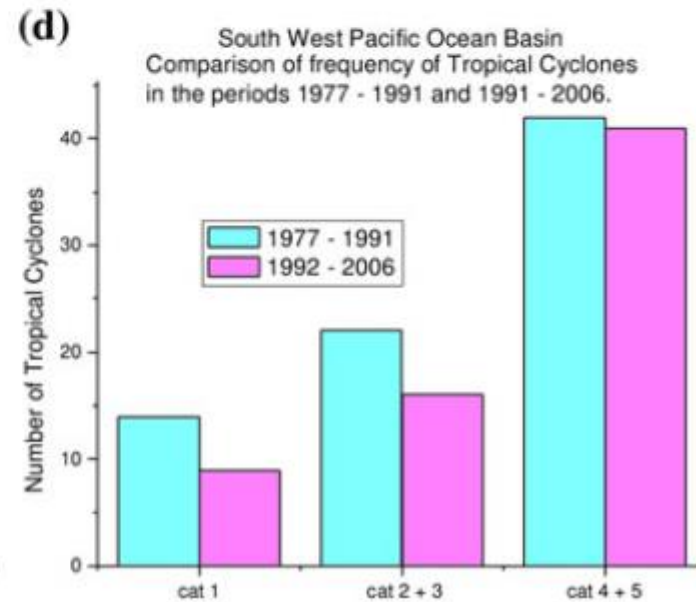 (d)
South West Pacific Ocean Basin
Comparison of frequency of Tropical Cyclones
in the periods 1977 - 1991 and 1991 - 2006.
Number of Tropical Cyclones
40
30
20
10
0
1977 - 1991
1992 - 2006
cat 1
cat 2 + 3
cat 4 + 5